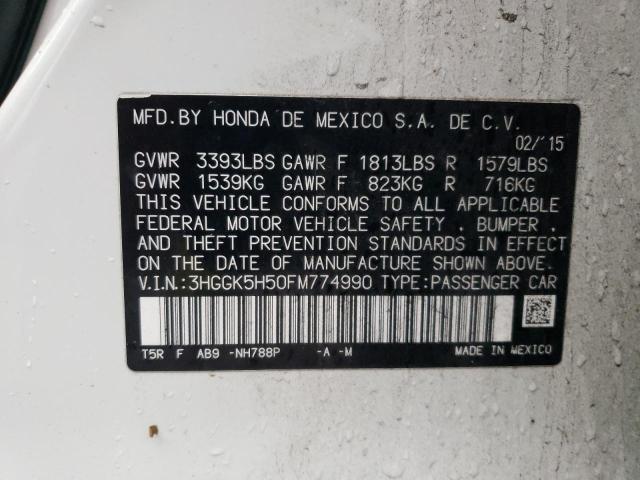 MFD.BY HONDA DE MEXICO S.A. DE C.V.
02/'15
GVWR 3393LBS GAWR F 1813LBS R 1579LBS
GVWR 1539KG GAWR F 823KG R 716KG
THIS VEHICLE CONFORMS TO ALL APPLICABLE
FEDERAL MOTOR VEHICLE SAFETY . BUMPER .
AND THEFT PREVENTION STANDARDS IN EFFECT
ON THE DATE OF MANUFACTURE SHOWN ABOVE.
V.I.N.:3HGGK5H50FM774990 TYPE:PASSENGER CAR
T5R F AB9 -NH788P -A -M MADE IN MEXICO